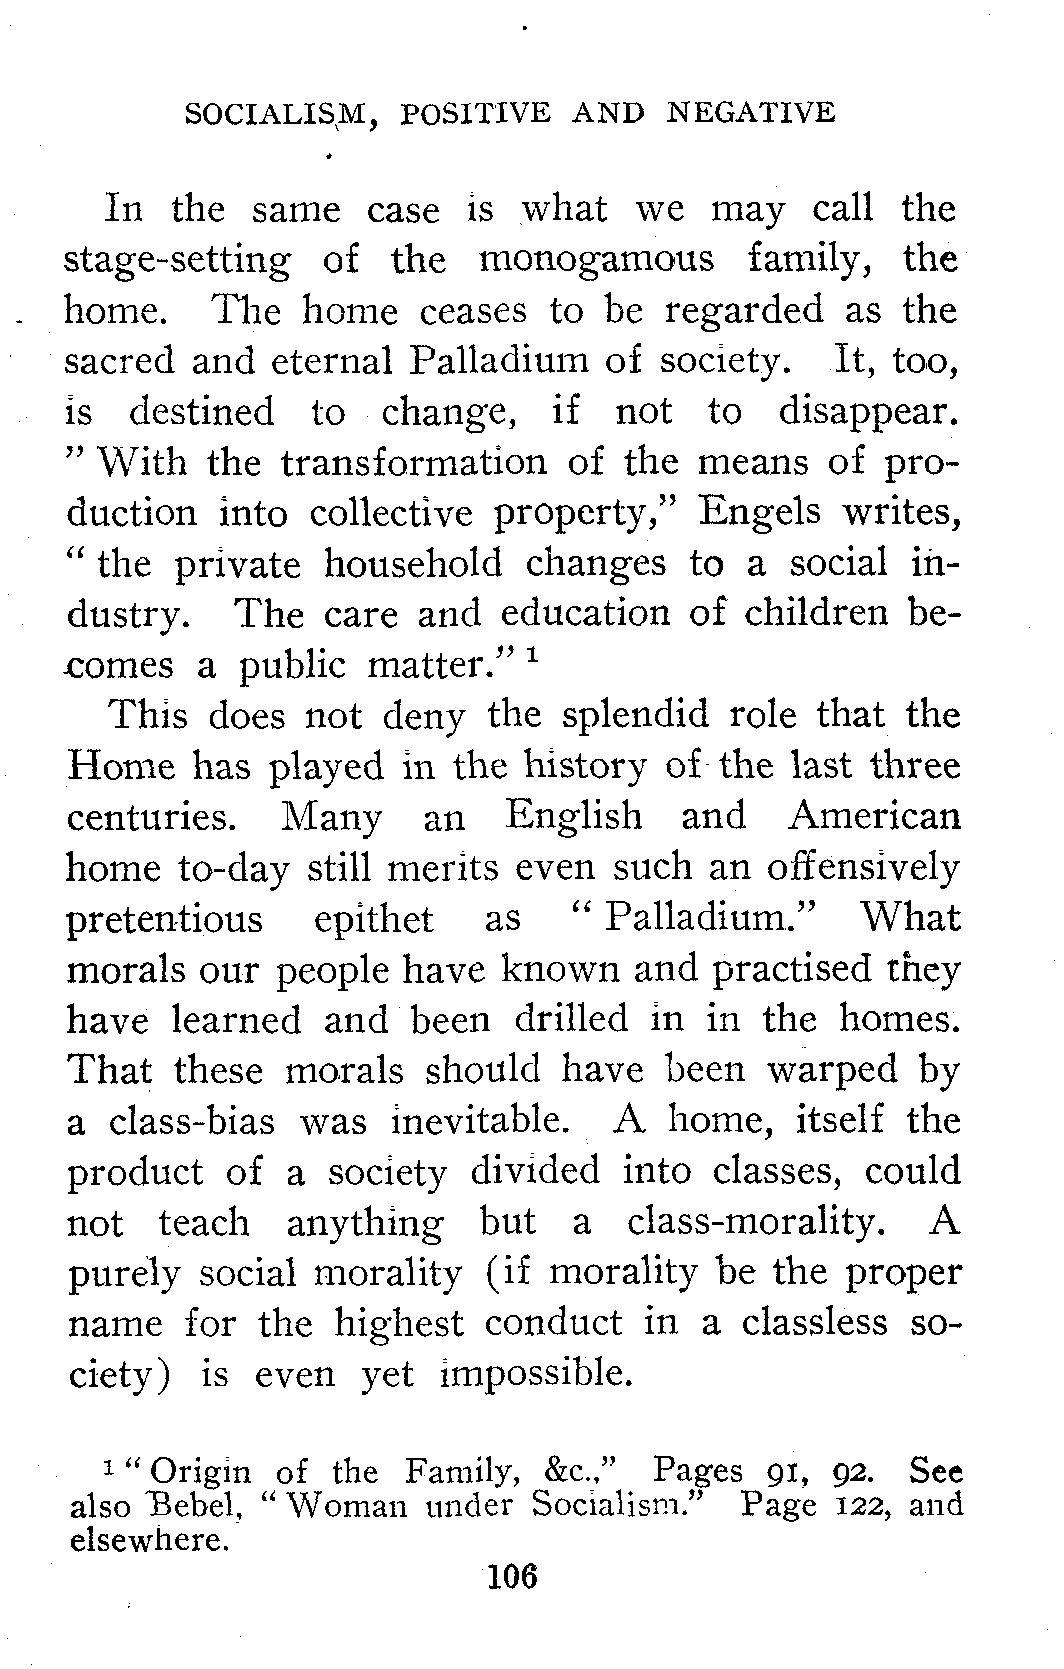 SOCIALISM, POSITIVE AND NEGATIVE
In the same case is what we may call the
stage-setting of the monogamous family, the
home. The home ceases to be regarded as the
sacred and eternal Palladium of society. It, too,
is destined to change, if not to disappear.
” With the transformation of the means of pro-
duction into collective property,” Engels writes,
“ the private household changes to a social in-
dustry. The care and education of children be-
comes a public matter.” 1
This does not deny the splendid role that the
Home has played in the history of the last three
centuries. Many an English and American
home to-day still merits even such an offensively
pretentious epithet as “ Palladium.” What
morals our people have known and practised they
have learned and been drilled in in the homes.
That these morals should have been warped by
a class-bias was inevitable. A home, itself the
product of a society divided into classes, could
not teach anything but a class-morality. A
purely social morality (if morality be the proper
name for the highest conduct in a classless so-
ciety) is even yet impossible.
1 “ Origin of the Family, &c.,” Pages 91, 92. See
also Bebel, “ Woman under Socialism.” Page 122, and
elsewhere.
106